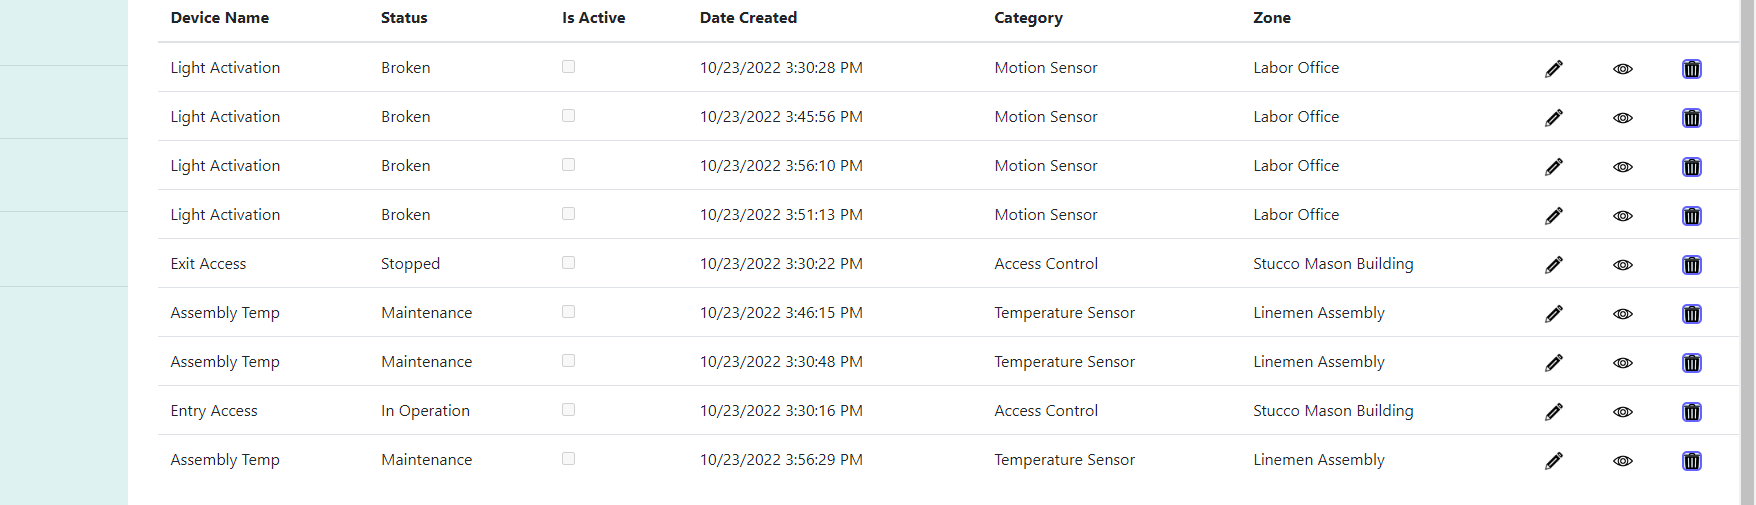 Device Name Status Is Active Date Created Category Zone
Light Activation Broken 10/23/2022 3:30:28 PM Motion Sensor Labor Office
Light Activation Broken 10/23/2022 3:45:56 PM Motion Sensor Labor Office
Light Activation Broken 10/23/2022 3:56:10 PM Motion Sensor Labor Office
Light Activation Broken 10/23/2022 3:51:13 PM Motion Sensor Labor Office
Exit Access Stopped 10/23/2022 3:30:22 PM Access Control Stucco Mason Building
Assembly Temp Maintenance 10/23/2022 3:46:15 PM Temperature Sensor Linemen Assembly
Assembly Temp Maintenance 10/23/2022 3:30:48 PM Temperature Sensor Linemen Assembly
Entry Access In Operation 10/23/2022 3:30:16 PM Access Control Stucco Mason Building
Assembly Temp Maintenance 10/23/2022 3:56:29 PM Temperature Sensor Linemen Assembly